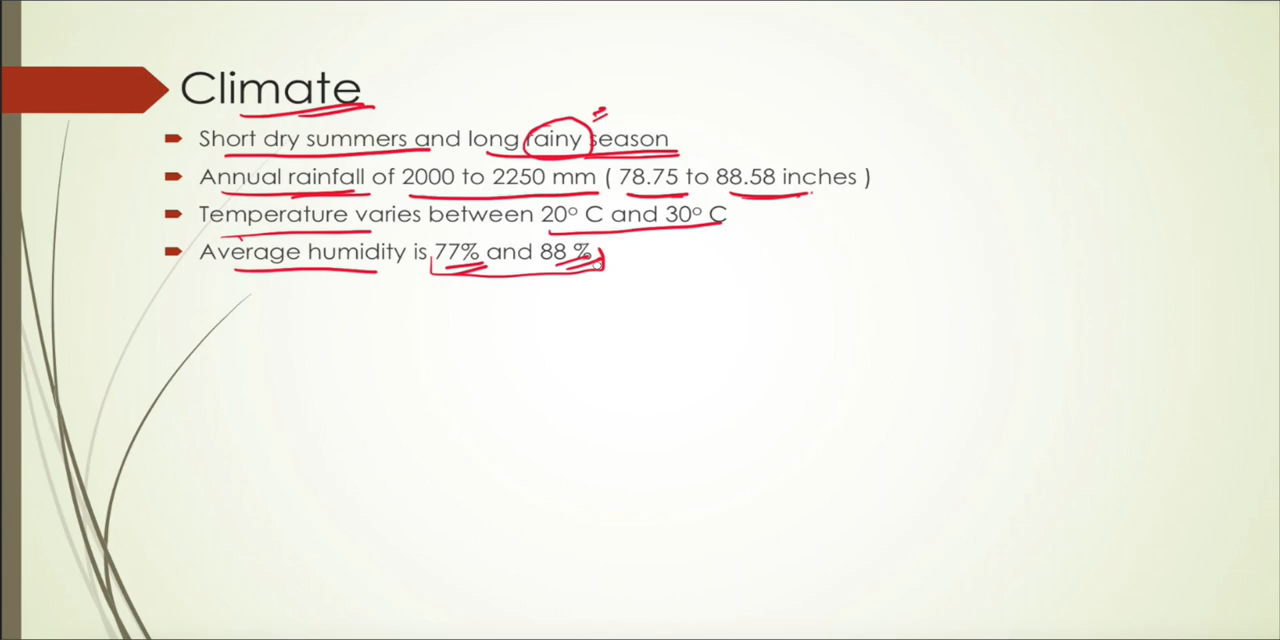 Climate
Short dry summers and long rainy season
Annual rainfall of 2000 to 2250 mm ( 78.75 to 88.58 inches )
Temperature varies between 20° C and 30° C
Average humidity is 77% and 88 %